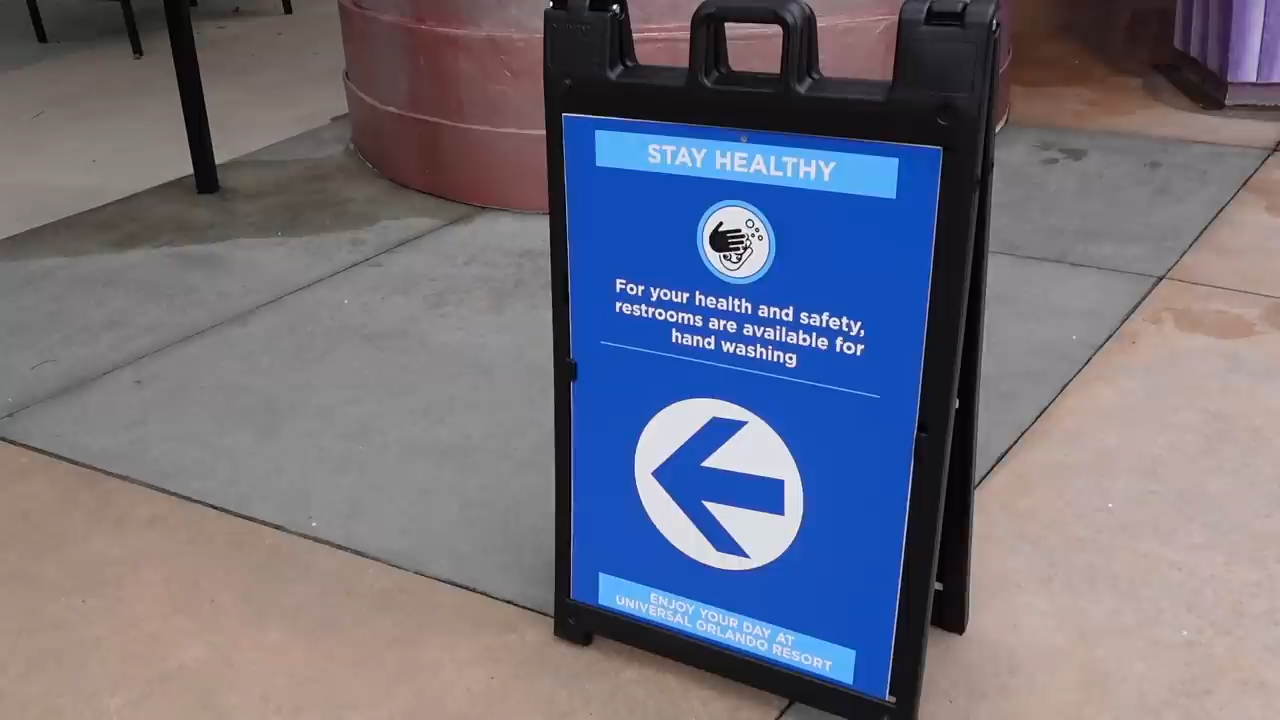 STAY HEALTHY
For your health and safety,
restrooms are available for
hand washing
ENJOY YOUR DAY AT
UNIVERSAL ORLANDO RESORT